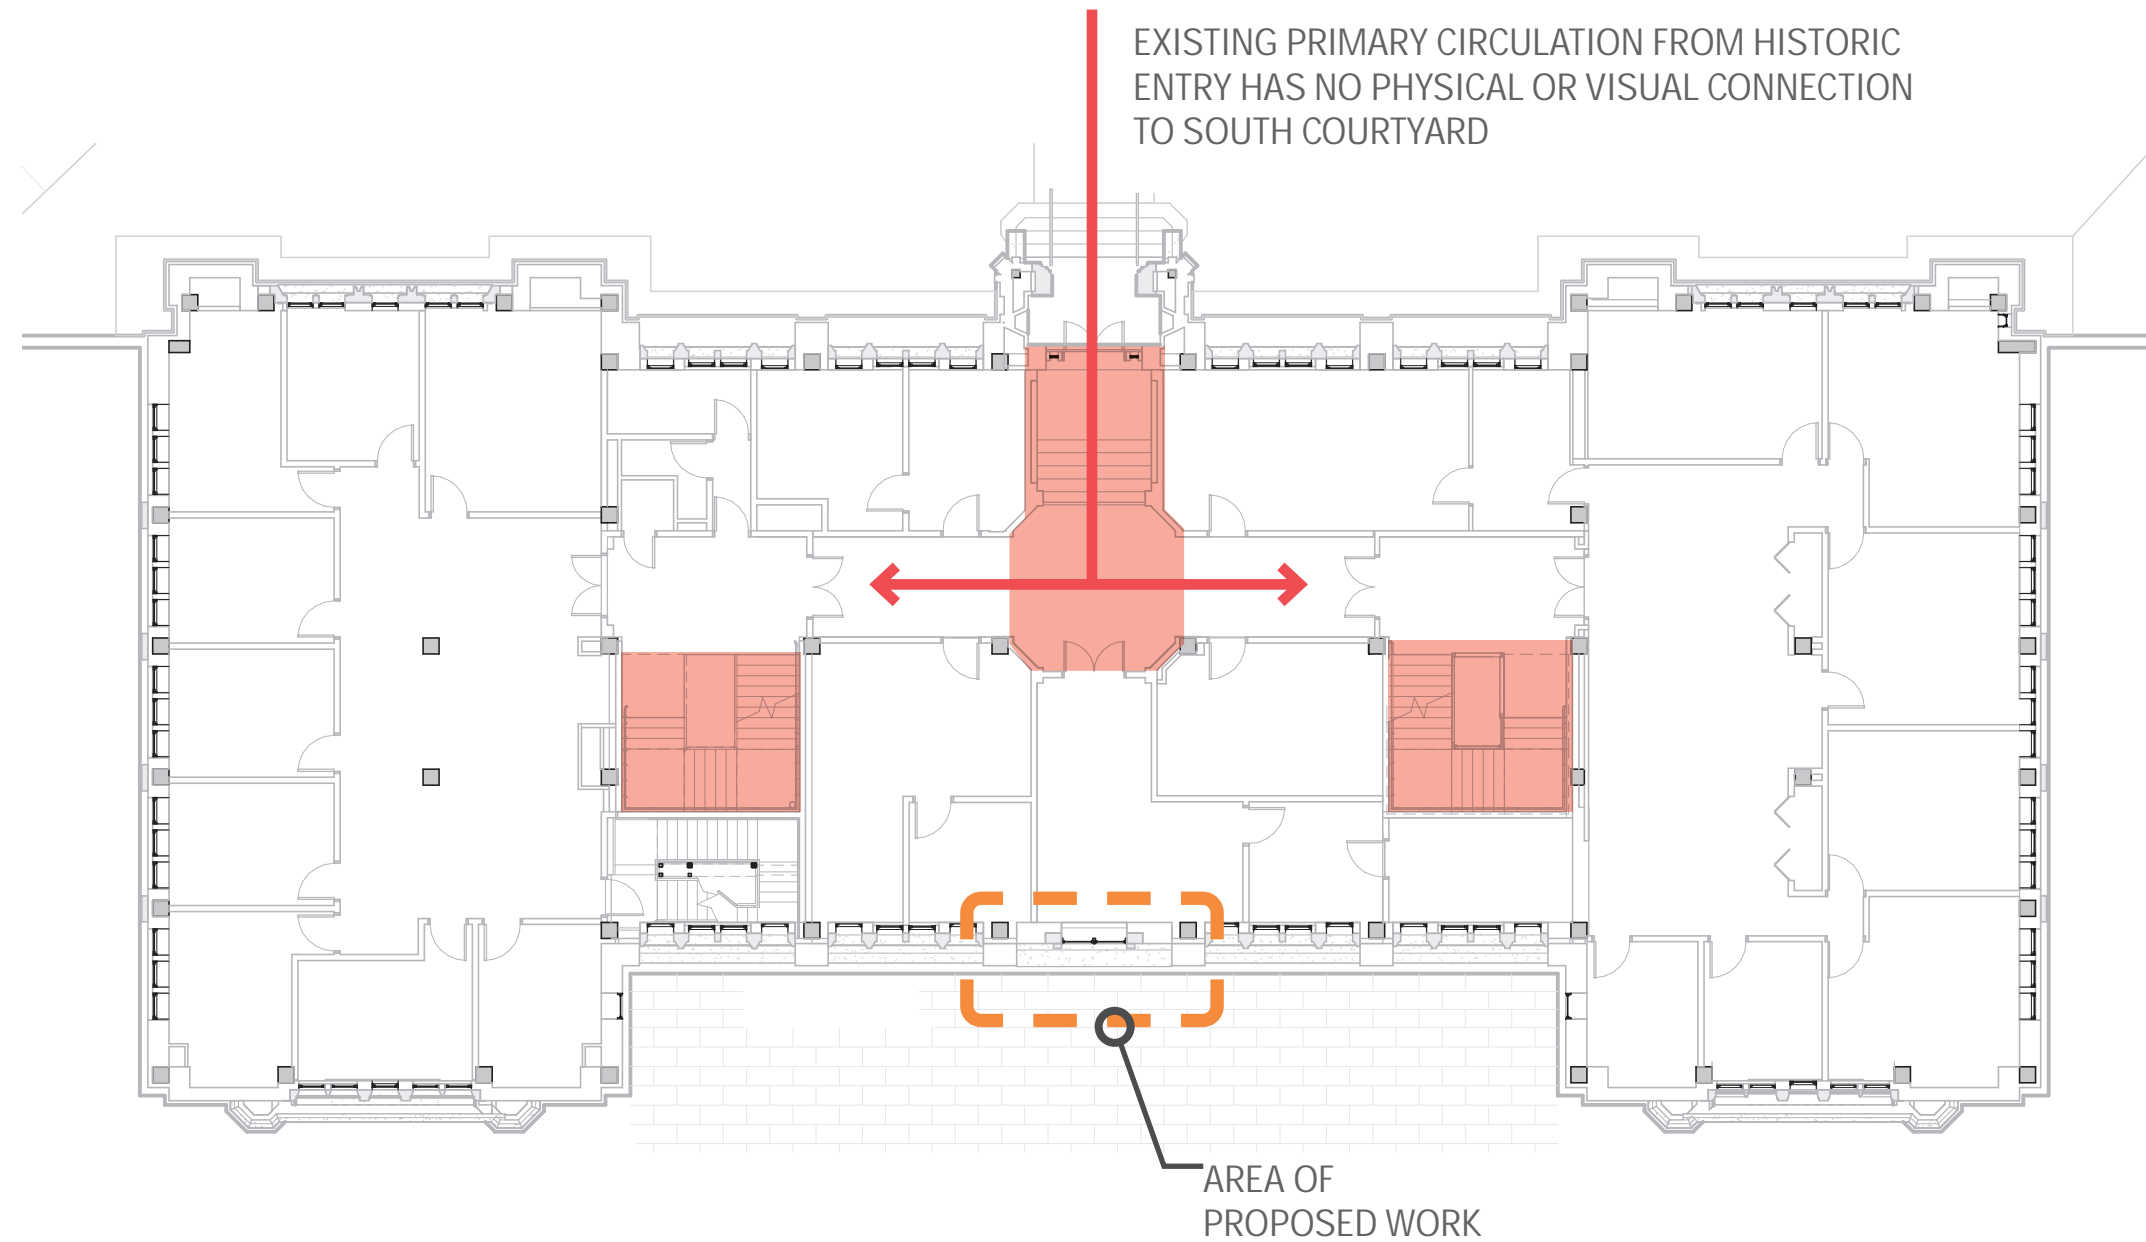 EXISTING PRIMARY CIRCULATION FROM HISTORIC
ENTRY HAS NO PHYSICAL OR VISUAL CONNECTION
TO SOUTH COURTYARD
AREA OF
PROPOSED WORK